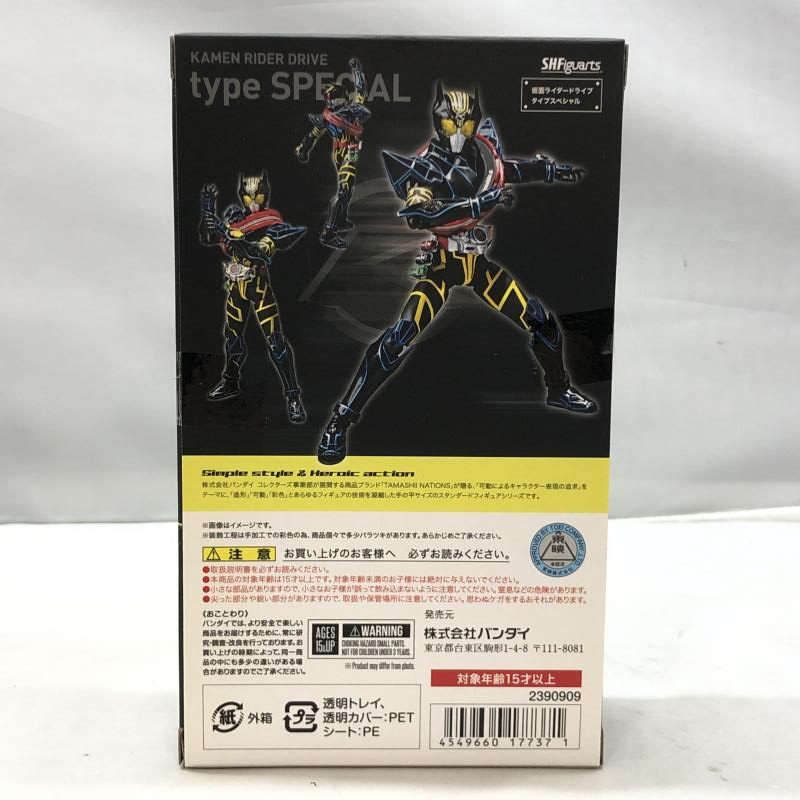 KAMEN RIDER DRIVE
type SPECIAL
S.H.Figuarts
仮面ライダードライブ
タイプスペシャル
Simple style & Heroic action
株式会社バンダイ コレクターズ事業部が展開する商品ブランド「TAMASHII NATIONS」が贈る、「可動によるキャラクター表現の追求」を
テーマに、「造形」「可動」「彩色」とあらゆるフィギュアの技術を凝縮した手の平サイズのスタンダードフィギュアシリーズです。
※画像はイメージです。
※装飾工程は手加工での彩色の為、商品個々で多少バラツキがあります。あらかじめご了承ください。
注意 お買い上げのお客様へ 必ずお読みください。
●取扱説明書を必ずお読みください。
●本商品の対象年齢は15才以上です。対象年齢未満のお子様には絶対に与えないでください。
●小さな部品がありますので、小さなお子様が誤って飲み込まないように注意してください。窒息などの危険があります。
●尖った部分や鋭い部分がありますので、取扱や保管場所に注意してください。思わぬケガをするおそれがあります。
APPROVED BY TOEI COMPANY, LTD.
東映
承認済
東映株式会社
(おことわり)
バンダイでは、より安全で楽しい
商品をお届けするために、常に研
究・調査・改良を行っております。お
買い上げの時期によって、同一商
品の中にも多少の違いがある場
合がありますのでご了承ください。
AGES
15&UP
WARNING
CHOKING HAZARD-Small parts.
Not for children under 3 years.
※Product may differ from photo.
発売元
株式会社バンダイ
東京都台東区駒形1-4-8 〒111-8081
対象年齢15才以上
2390909
紙 外箱
プラ 透明トレイ、
透明カバー:PET
シート:PE
4549660 17737 1